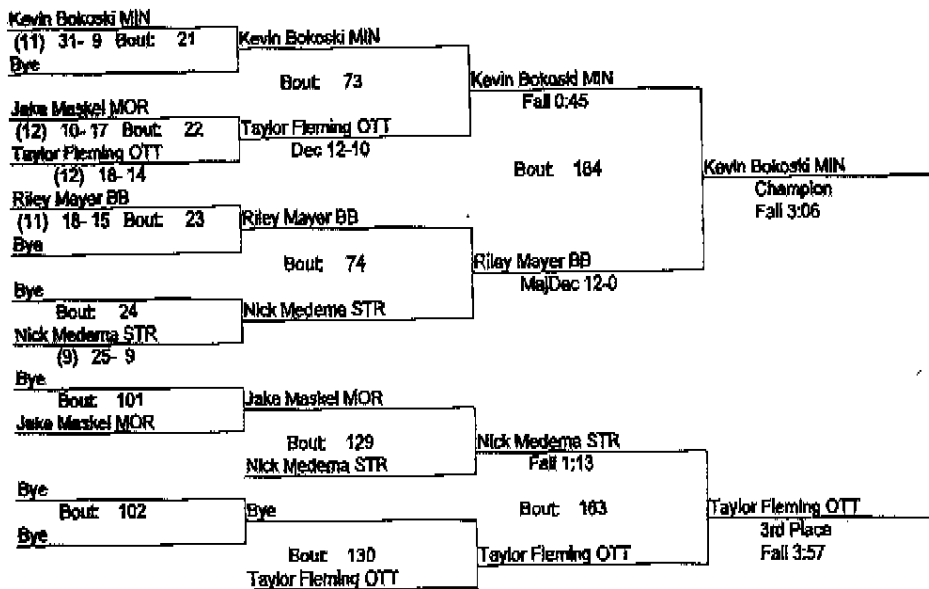 Kevin Bokoski MIN
(11) 31- 9 Bout: 21
Bye
Kevin Bokoski MIN
Bout: 73
Jake Maskel MOR
(12) 10- 17 Bout: 22
Taylor Fleming OTT
(12) 18- 14
Taylor Fleming OTT
Dec 12-10
Kevin Bokoski MIN
Fall 0:45
Riley Mayer BB
(11) 18- 15 Bout: 23
Bye
Riley Mayer BB
Bout: 74
Bye
Bout: 24
Nick Medema STR
(9) 25- 9
Nick Medema STR
Riley Mayer BB
MajDec 12-0
Bout: 164
Kevin Bokoski MIN
Champion
Fall 3:06
Bye
Bout: 101
Jake Maskel MOR
Jake Maskel MOR
Bout: 129
Nick Medema STR
Nick Medema STR
Fall 1:13
Bye
Bout: 102
Bye
Bye
Bout: 130
Taylor Fleming OTT
Taylor Fleming OTT
Bout: 163
Taylor Fleming OTT
3rd Place
Fall 3:57